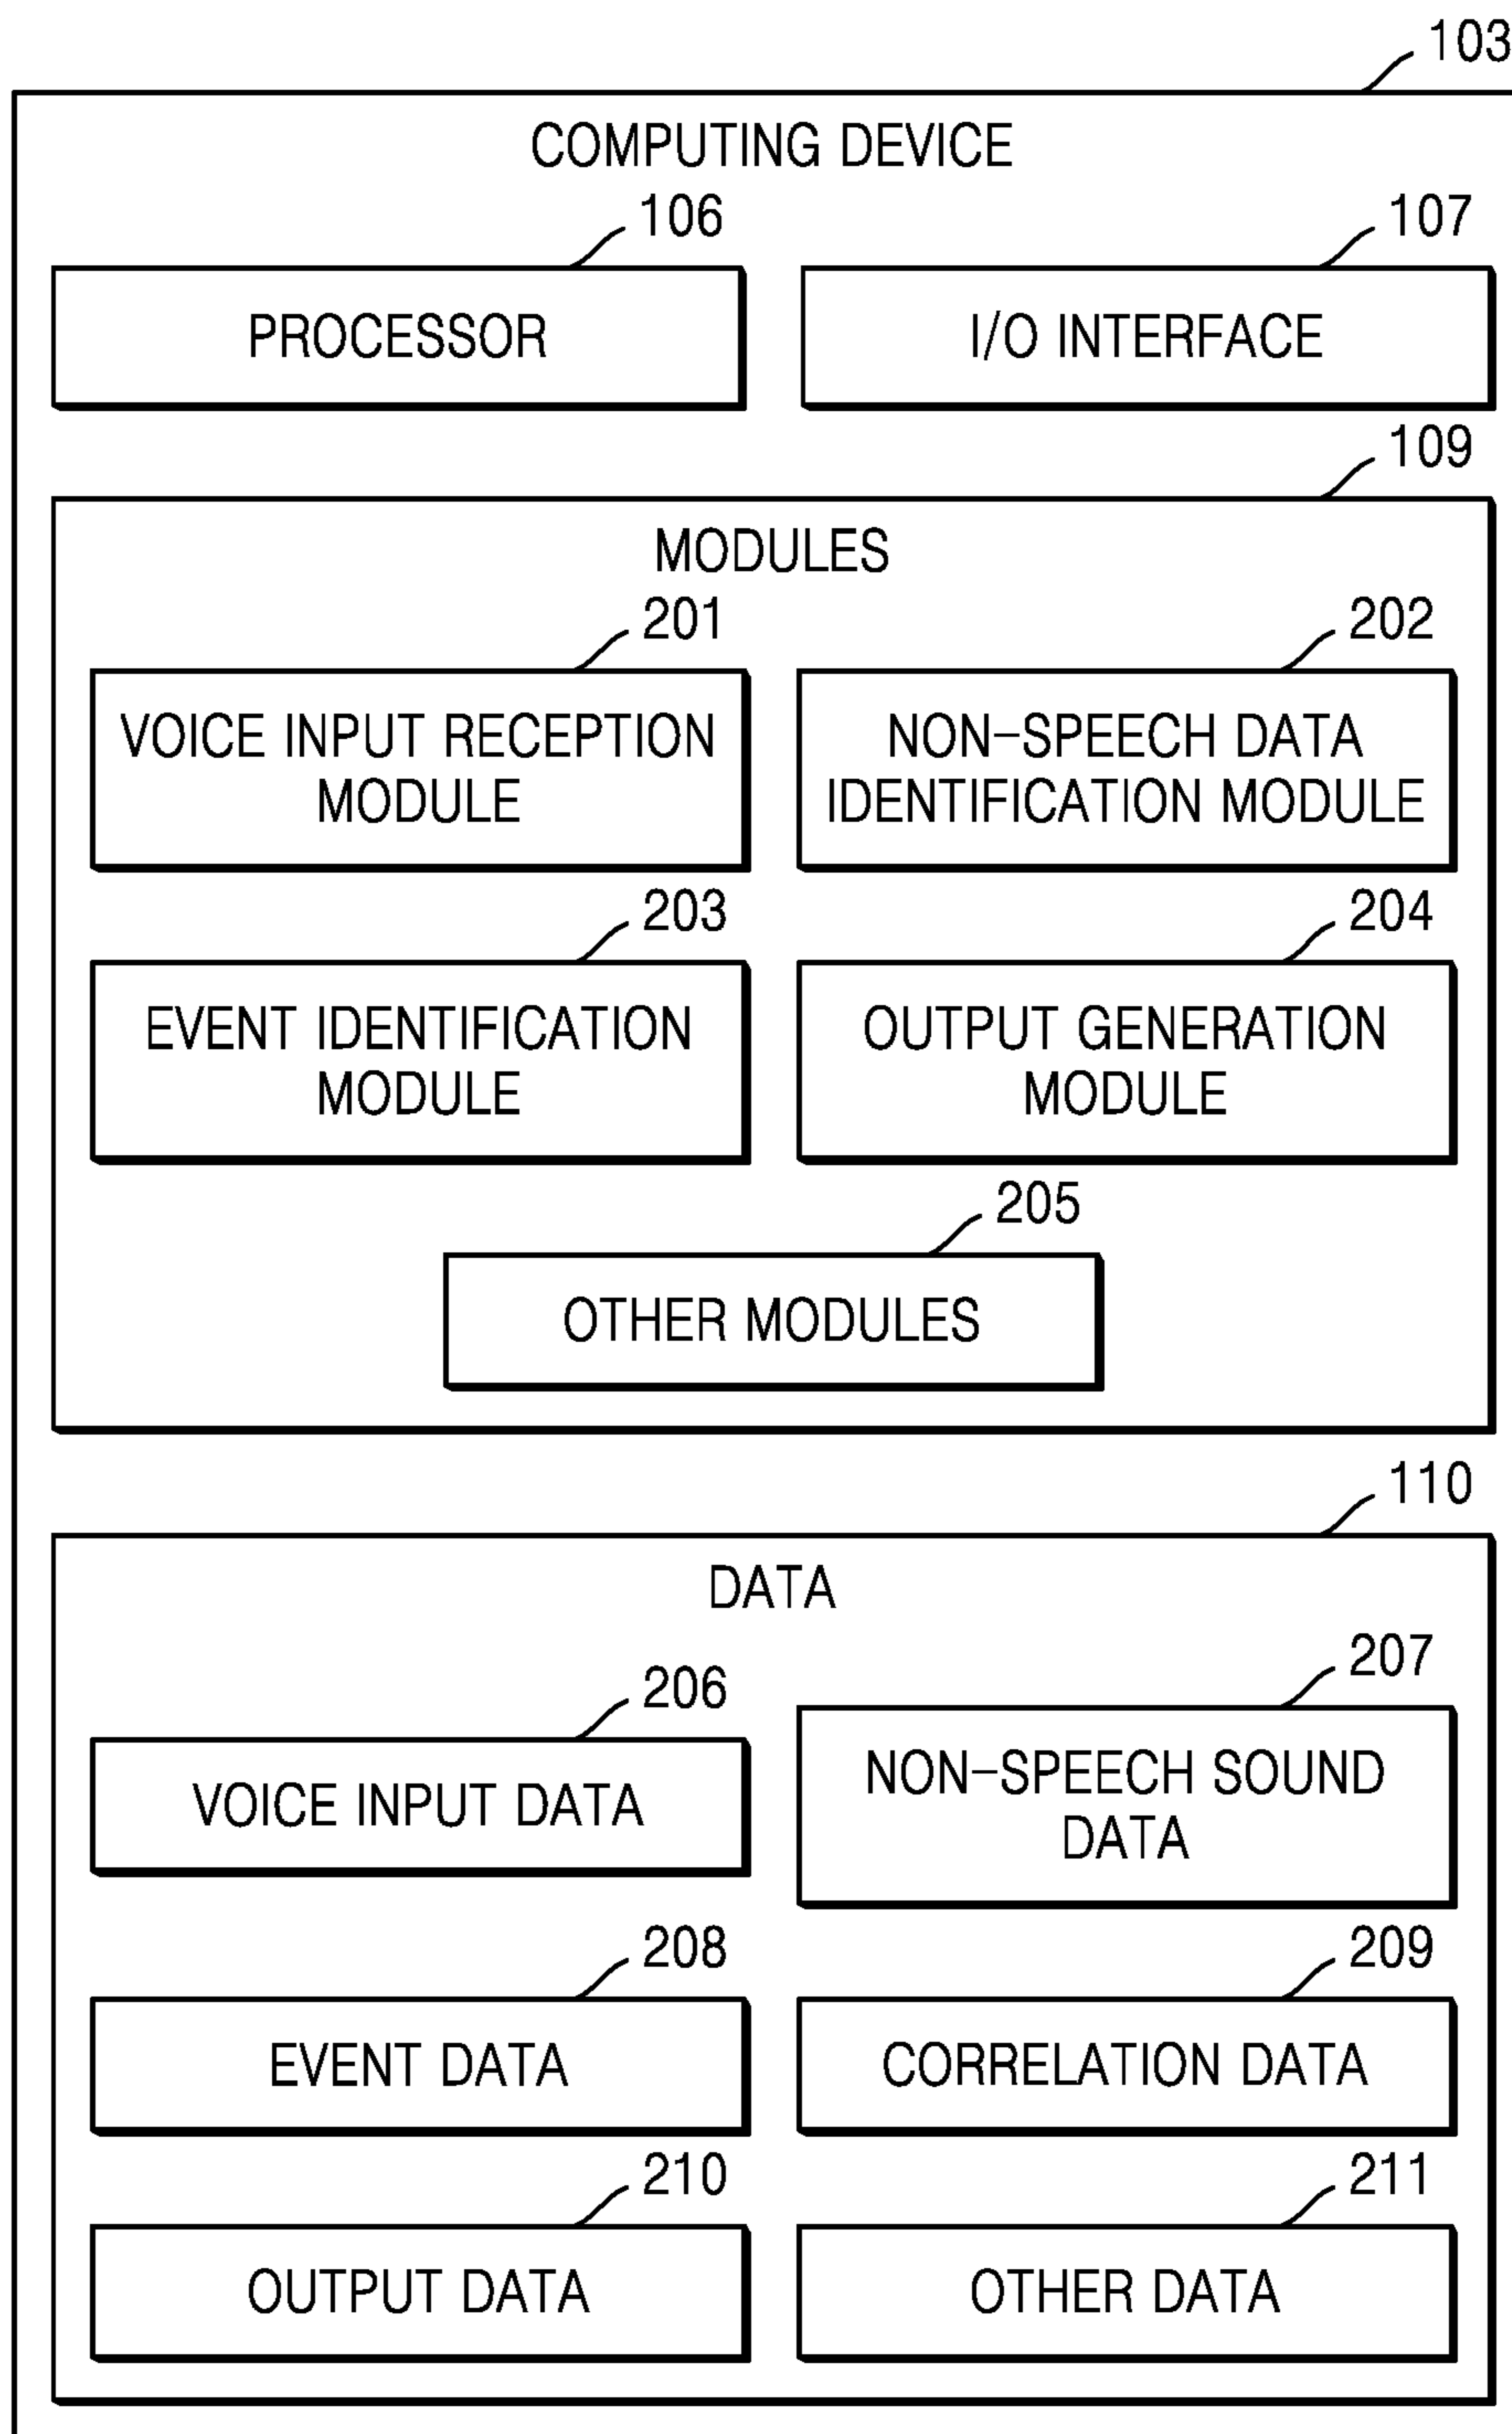 103
COMPUTING DEVICE
106
107
PROCESSOR
I/O INTERFACE
109
MODULES
201
202
VOICE INPUT RECEPTION
MODULE
NON-SPEECH DATA
IDENTIFICATION MODULE
203
204
EVENT IDENTIFICATION
MODULE
OUTPUT GENERATION
MODULE
205
OTHER MODULES
110
DATA
206
207
VOICE INPUT DATA
NON-SPEECH SOUND
DATA
208
209
EVENT DATA
CORRELATION DATA
210
211
OUTPUT DATA
OTHER DATA